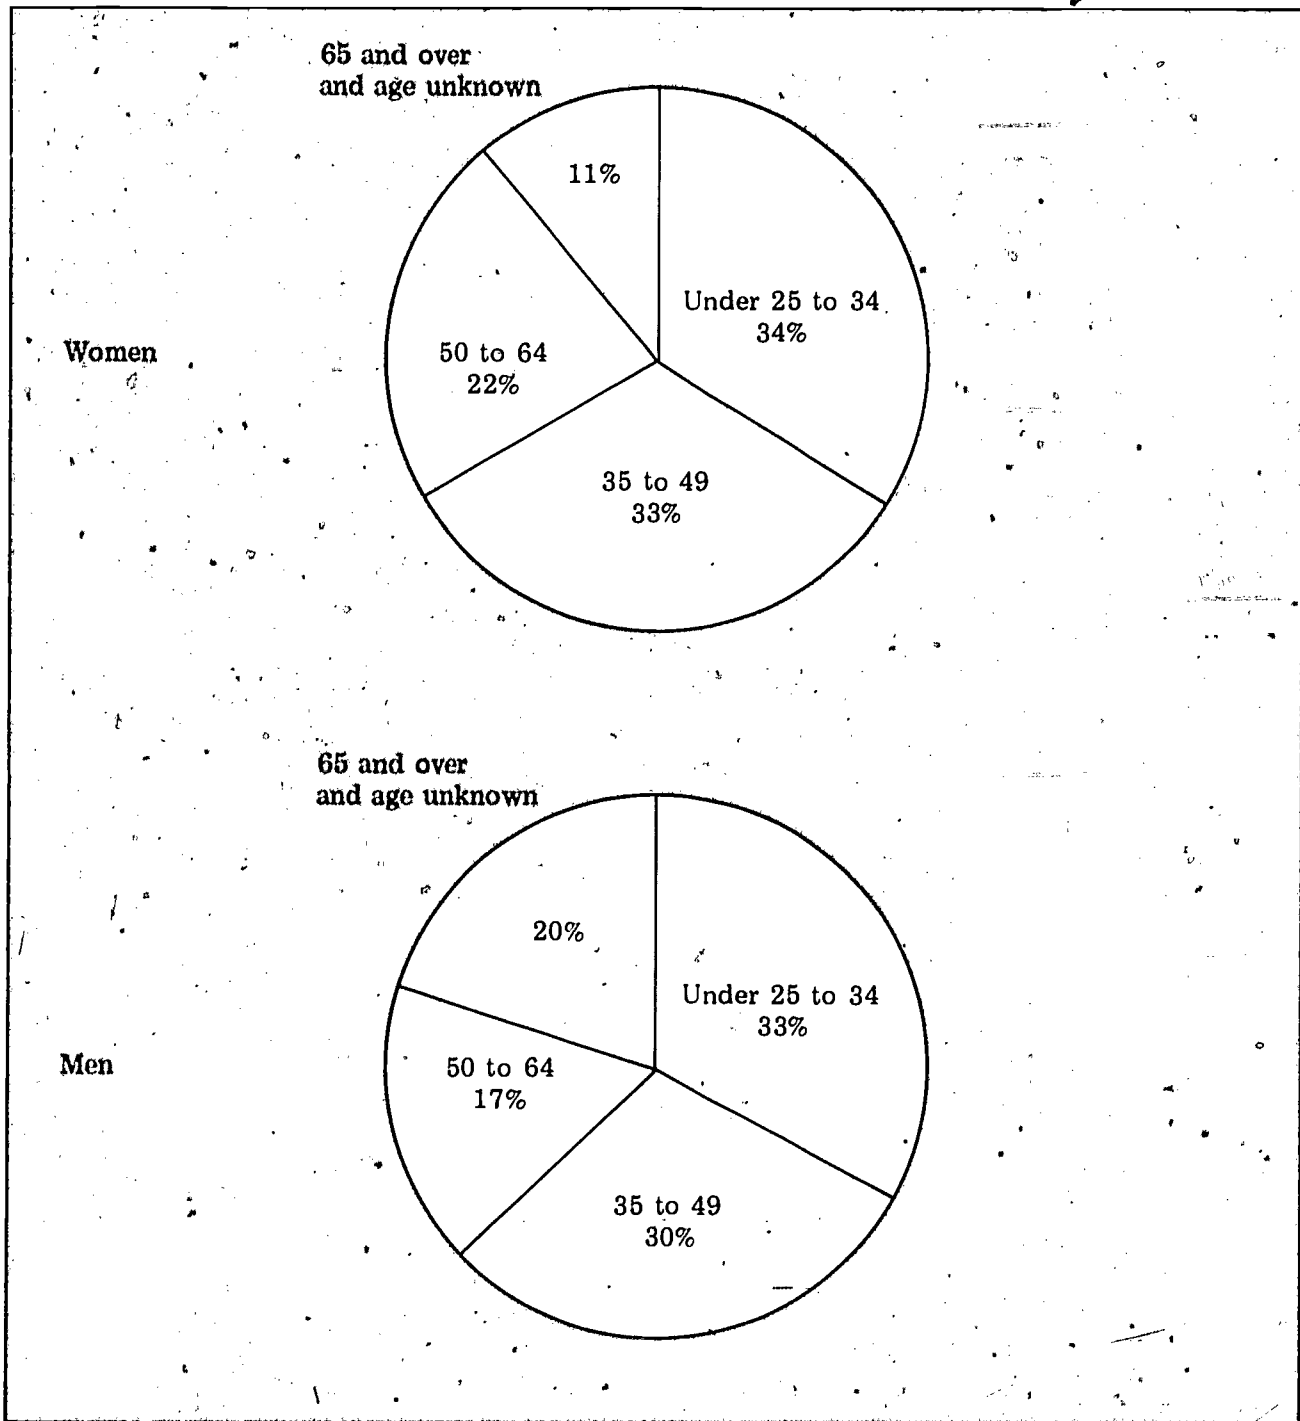 65 and over
and age unknown
11%
Under 25 to 34
34%
Women
50 to 64
22%
35 to 49
33%
65 and over
and age unknown
20%
Under 25 to 34
33%
Men
50 to 64
17%
35 to 49
30%